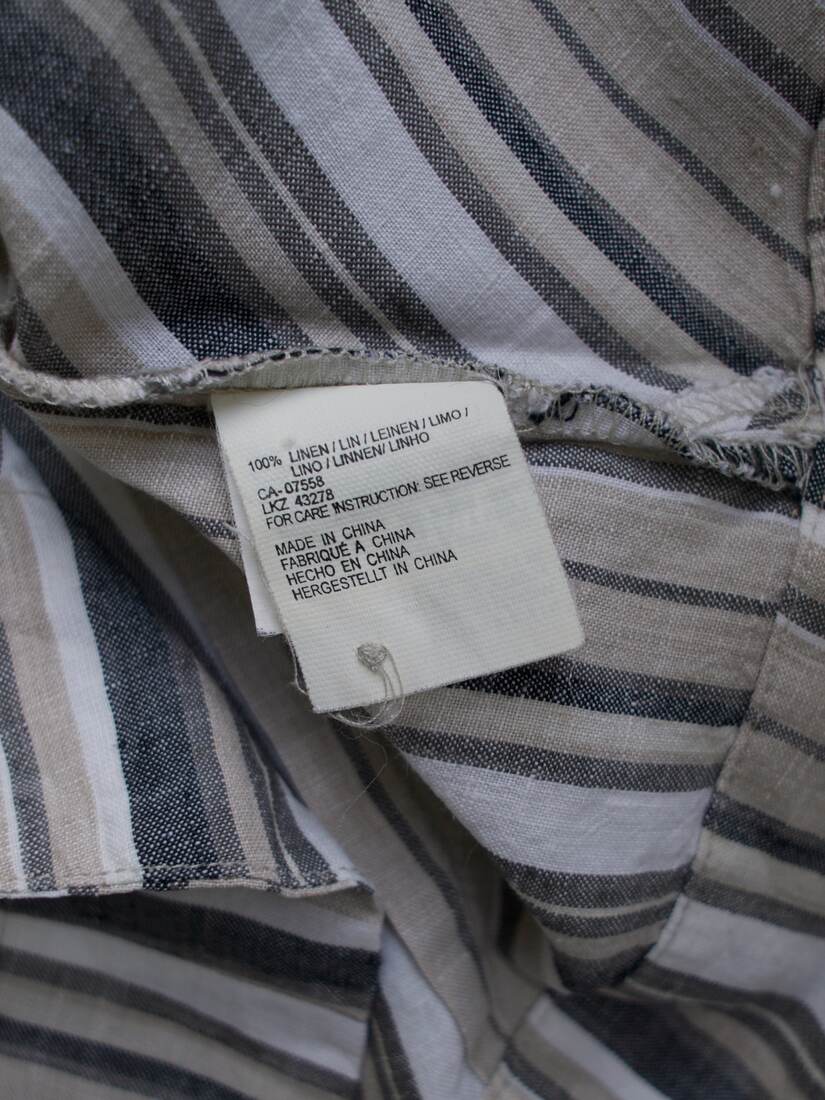 100% LINEN / LIN / LEINEN / LIMO /
LINO / LINNEN/ LINHO
CA-07558
LKZ 43278
FOR CARE INSTRUCTION: SEE REVERSE
MADE IN CHINA
FABRIQUÉ A CHINA
HECHO EN CHINA
HERGESTELLT IN CHINA